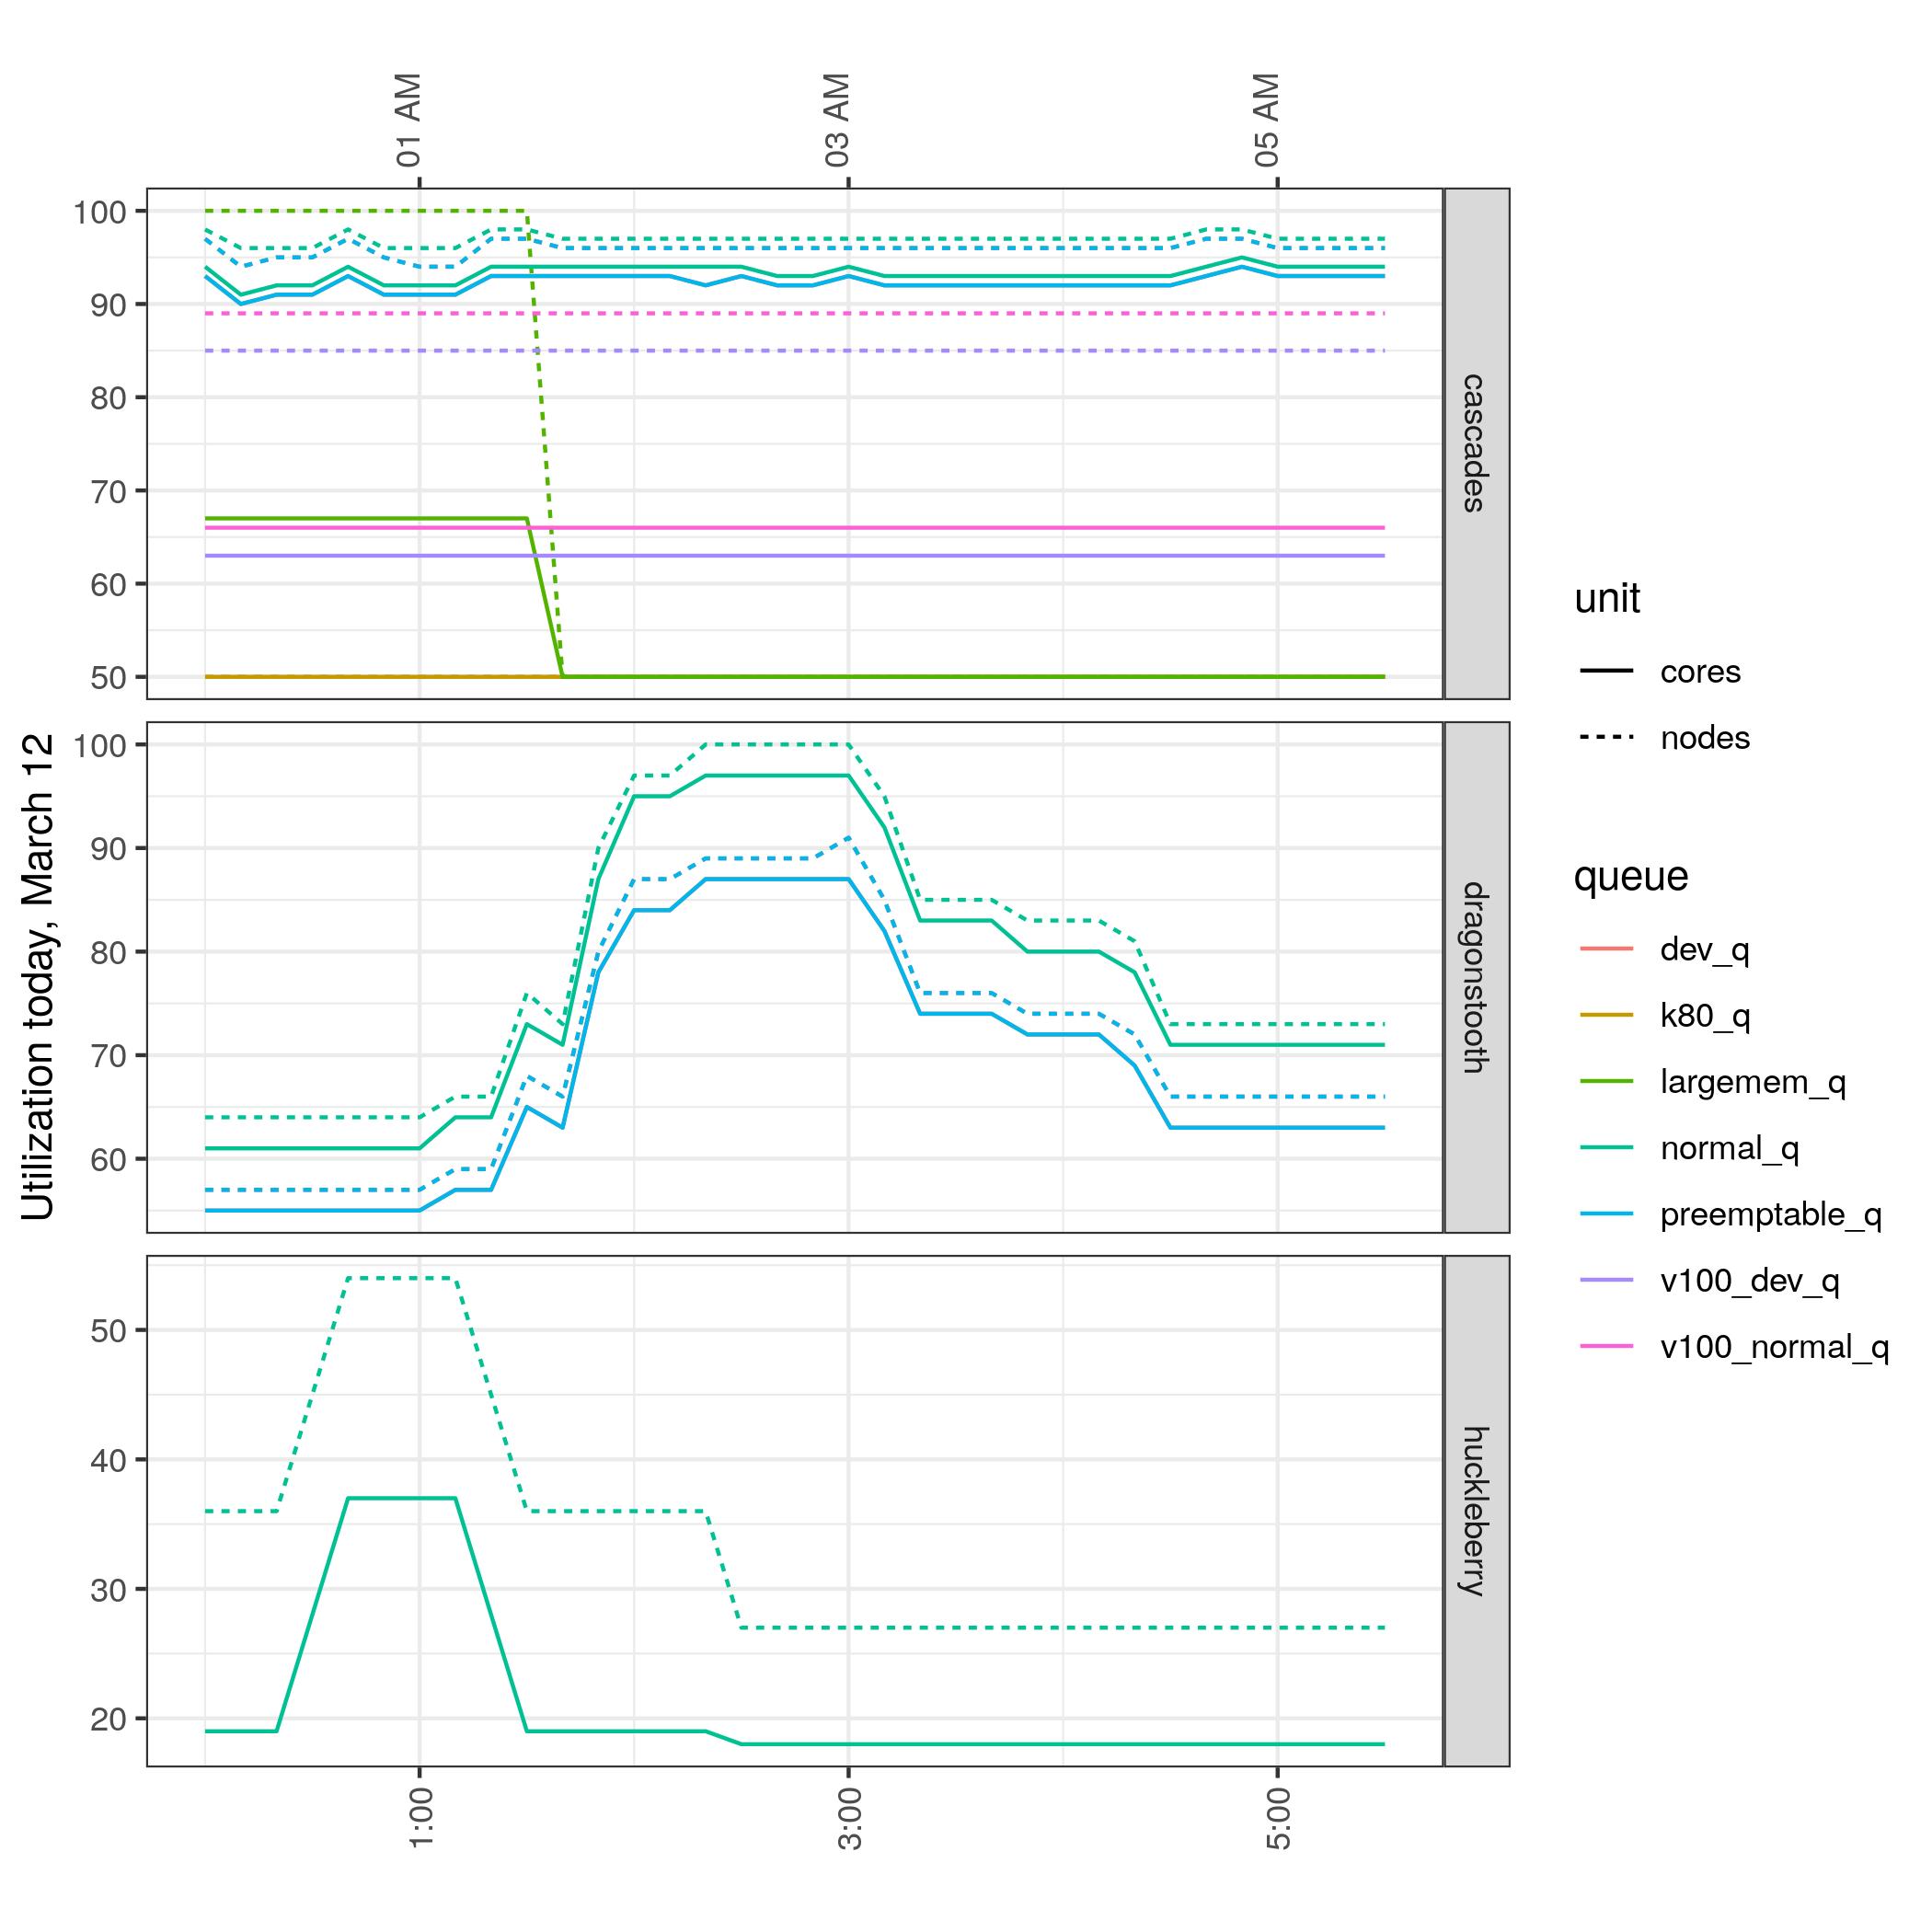 01 AM
03 AM
05 AM
Utilization today, March 12
100
90
80
70
60
50
cascades
100
90
80
70
60
dragonstooth
50
40
30
20
huckleberry
1:00
3:00
5:00
unit
cores
nodes
queue
dev_q
k80_q
largemem_q
normal_q
preemptable_q
v100_dev_q
v100_normal_q